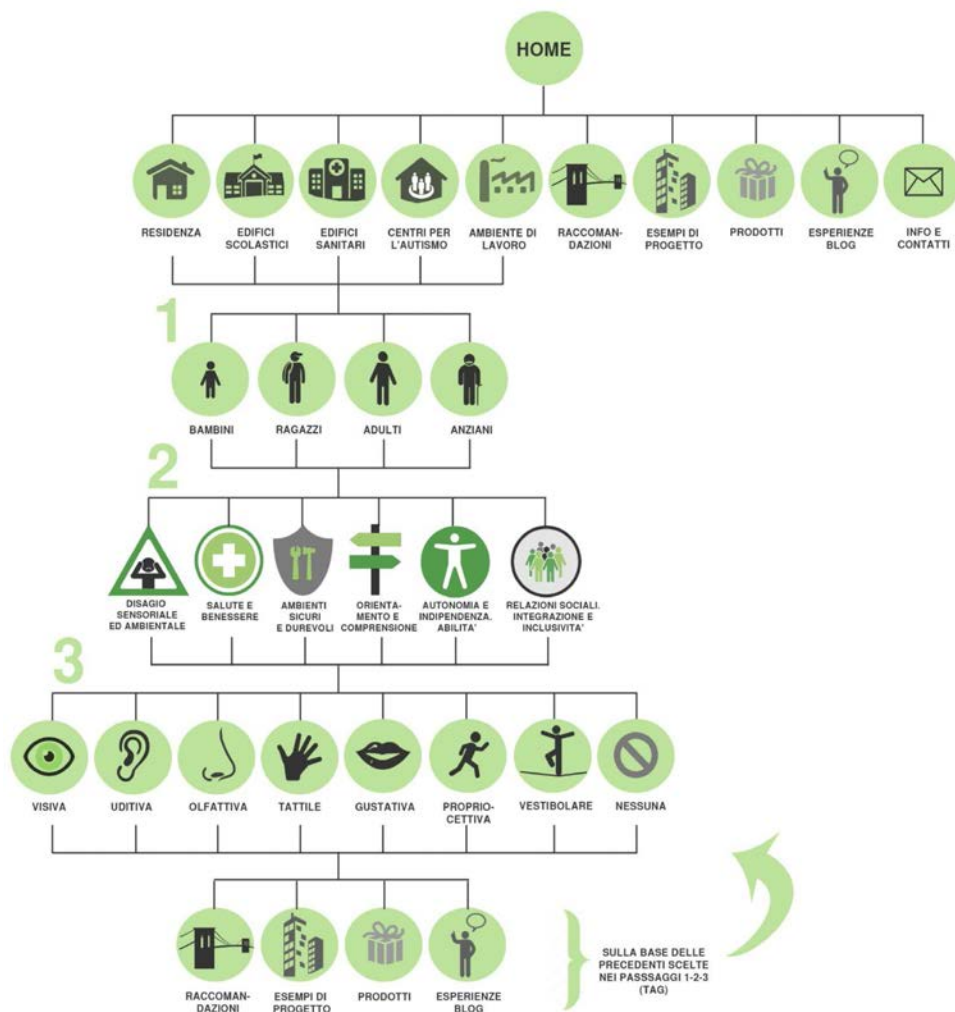 HOME
RESIDENZA
EDIFICI
SCOLASTICI
EDIFICI
SANITARI
CENTRI PER
L'AUTISMO
AMBIENTE DI
LAVORO
RACCOMAN-
DAZIONI
ESEMPI DI
PROGETTO
PRODOTTI
ESPERIENZE
BLOG
INFO E
CONTATTI
1
BAMBINI
RAGAZZI
ADULTI
ANZIANI
2
DISAGIO
SENSORIALE
ED AMBIENTALE
SALUTE E
BENESSERE
AMBIENTI
SICURI
E DUREVOLI
ORIENTA-
MENTO E
COMPRENSIONE
AUTONOMIA E
INDIPENDENZA.
ABILITA'
RELAZIONI SOCIALI.
INTEGRAZIONE E
INCLUSIVITA'
3
VISIVA
UDITIVA
OLFATTIVA
TATTILE
GUSTATIVA
PROPRIO-
CETTIVA
VESTIBOLARE
NESSUNA
RACCOMAN-
DAZIONI
ESEMPI DI
PROGETTO
PRODOTTI
ESPERIENZE
BLOG
SULLA BASE DELLE
PRECEDENTI SCELTE
NEI PASSSAGGI 1-2-3
(TAG)